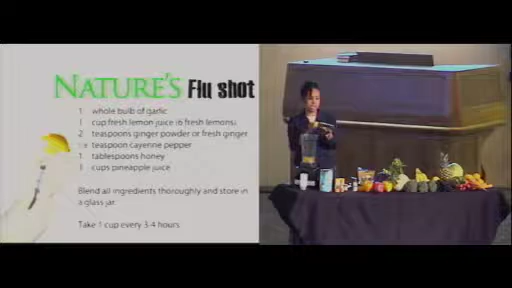 NATURE'S Flu shot
1 whole bulb of garlic
1 cup fresh lemon juice (6 fresh lemons)
2 teaspoons ginger powder or fresh ginger
teaspoon cayenne pepper
1 tablespoons honey
1 cups pineapple juice
Blend all ingredients thoroughly and store in
a glass jar
Take 1 cup every 3-4 hours